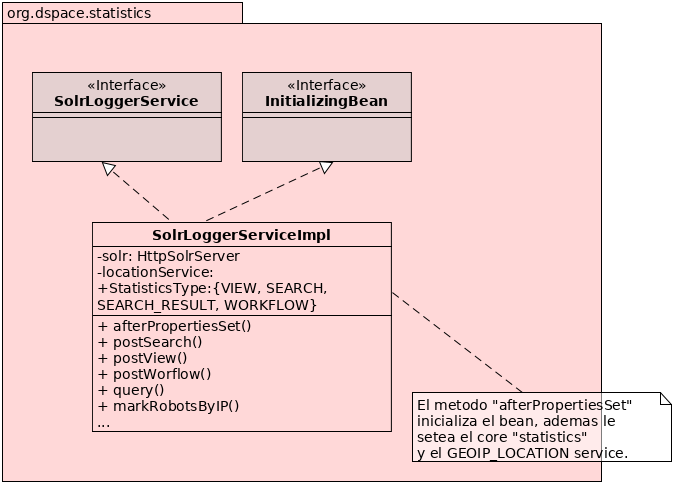 org.dspace.statistics
«Interface»
SolrLoggerService
«Interface»
InitializingBean
SolrLoggerServiceImpl
-solr: HttpSolrServer
-locationService:
+StatisticsType:{VIEW, SEARCH,
SEARCH_RESULT, WORKFLOW}
+ afterPropertiesSet()
+ postSearch()
+ postView()
+ postWorflow()
+ query()
+ markRobotsByIP()
...
El metodo "afterPropertiesSet"
inicializa el bean, ademas le
setea el core "statistics"
y el GEOIP_LOCATION service.